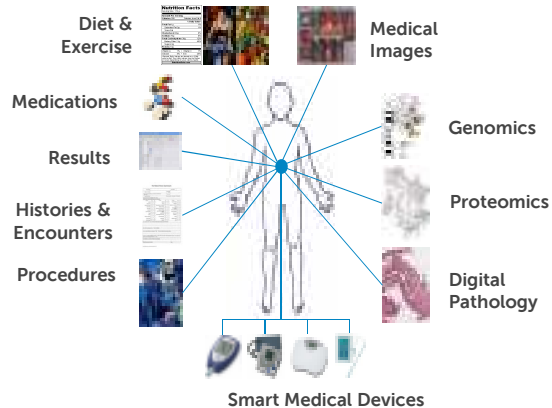 Diet &
Exercise
Nutrition Facts
Medical
Images
Medications
Genomics
Results
Histories &
Encounters
Proteomics
Procedures
Digital
Pathology
Smart Medical Devices